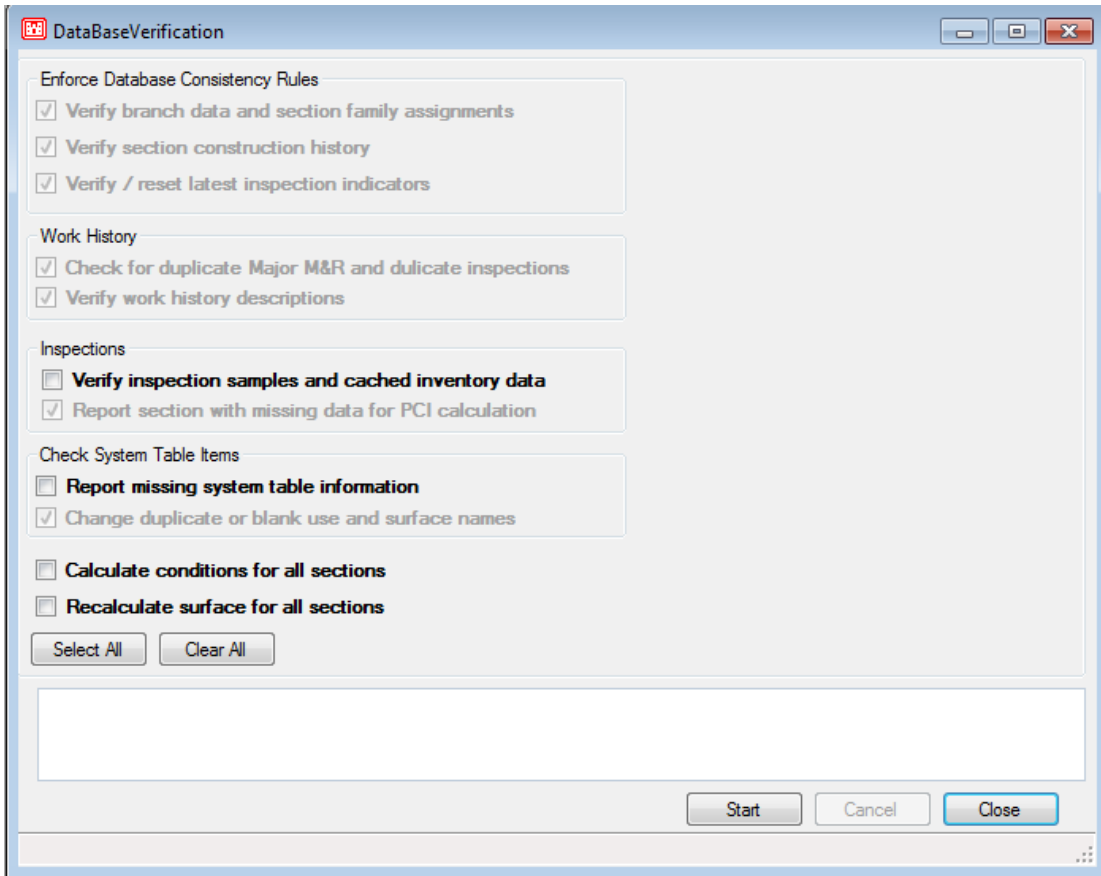 DataBaseVerification
Enforce Database Consistency Rules
Verify branch data and section family assignments
Verify section construction history
Verify / reset latest inspection indicators
Work History
Check for duplicate Major M&R and dulicate inspections
Verify work history descriptions
Inspections
Verify inspection samples and cached inventory data
Report section with missing data for PCI calculation
Check System Table Items
Report missing system table information
Change duplicate or blank use and surface names
Calculate conditions for all sections
Recalculate surface for all sections
Select All Clear All
Start Cancel Close